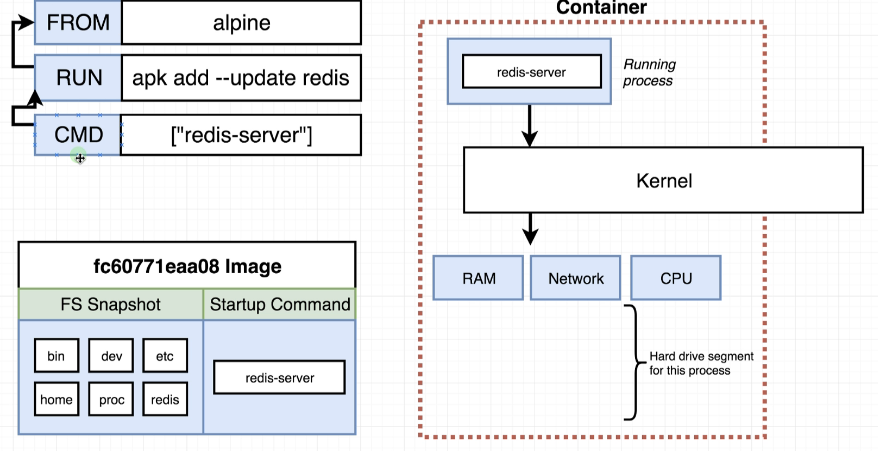 FROM alpine
RUN apk add --update redis
CMD ["redis-server"]
fc60771eaa08 Image
FS Snapshot Startup Command
bin dev etc
home proc redis
redis-server
Container
redis-server
Running
process
Kernel
RAM Network CPU
Hard drive segment
for this process